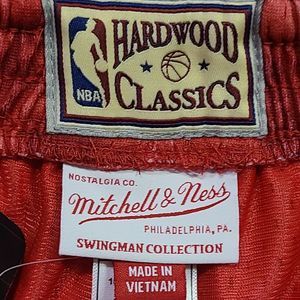 HARDWOOD
NBA
CLASSICS
NOSTALGIA CO.
Mitchell & Ness
PHILADELPHIA, PA.
SWINGMAN COLLECTION
MADE IN
VIETNAM